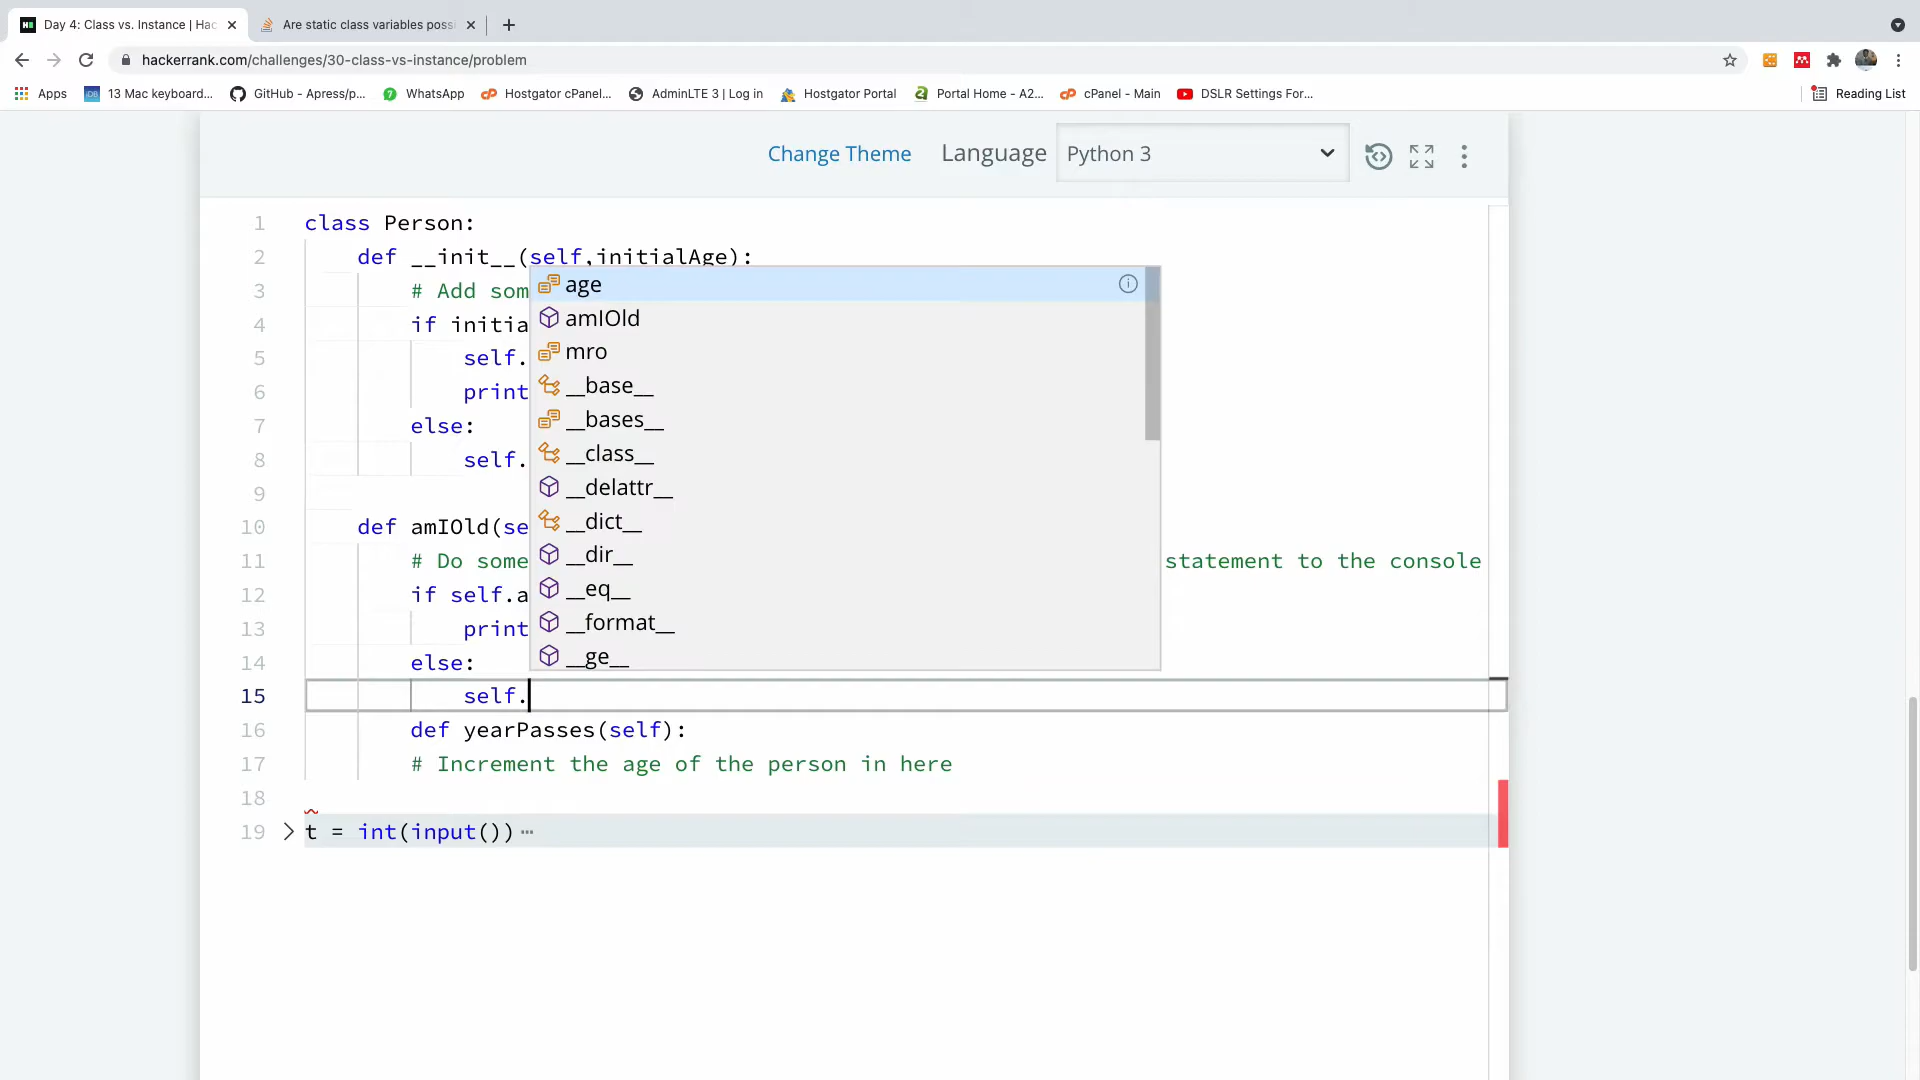 Day 4: Class vs. Instance | Hac
Are static class variables poss
hackerrank.com/challenges/30-class-vs-instance/problem
Apps
13 Mac keyboard...
GitHub - Apress/p...
WhatsApp
Hostgator cPanel...
AdminLTE 3 | Log in
Hostgator Portal
Portal Home - A2...
cPanel - Main
DSLR Settings For...
Reading List
Change Theme
Language
Python 3
1 class Person:
2 def __init__(self,initialAge):
3 # Add som
4 if initia
5 self.
6 print
7 else:
8 self.
9
10 def amIOld(se
11 # Do some statement to the console
12 if self.a
13 print
14 else:
15 self.
16 def yearPasses(self):
17 # Increment the age of the person in here
18
19 t = int(input())
age
amIOld
mro
__base__
__bases__
__class__
__delattr__
__dict__
__dir__
__eq__
__format__
__ge__